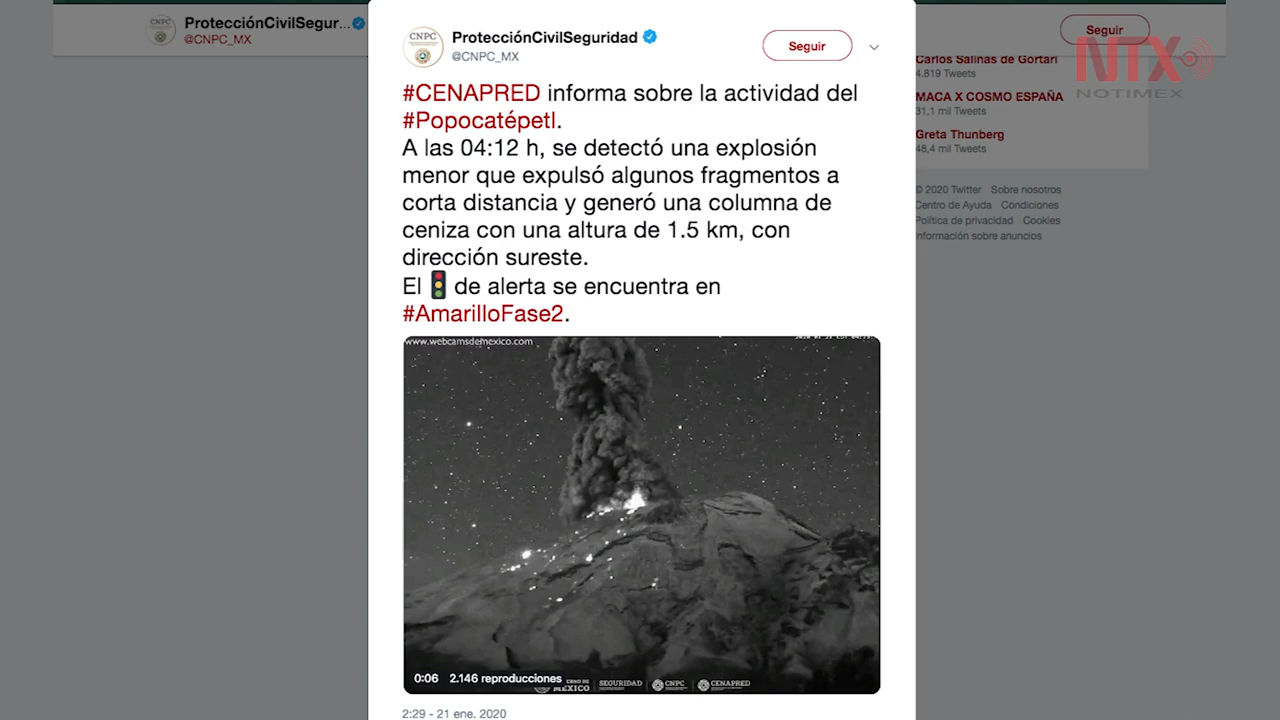 ProtecciónCivilSegur...
@CNPC_MX
Seguir
CNPC
ProtecciónCivilSeguridad
@CNPC_MX
Seguir
#CENAPRED informa sobre la actividad del
#Popocatépetl.
A las 04:12 h, se detectó una explosión
menor que expulsó algunos fragmentos a
corta distancia y generó una columna de
ceniza con una altura de 1.5 km, con
dirección sureste.
El 🚦 de alerta se encuentra en
#AmarilloFase2.
www.webcamsdemexico.com
0:06 2.146 reproducciones
MÉXICO
SEGURIDAD
CNPC
CENAPRED
2:29 - 21 ene. 2020
Carlos Salinas de Gortari
4.819 Tweets
MACA X COSMO ESPAÑA
31,1 mil Tweets
Greta Thunberg
48,4 mil Tweets
© 2020 Twitter Sobre nosotros
Centro de Ayuda Condiciones
Política de privacidad Cookies
Información sobre anuncios
NTX
NOTIMEX